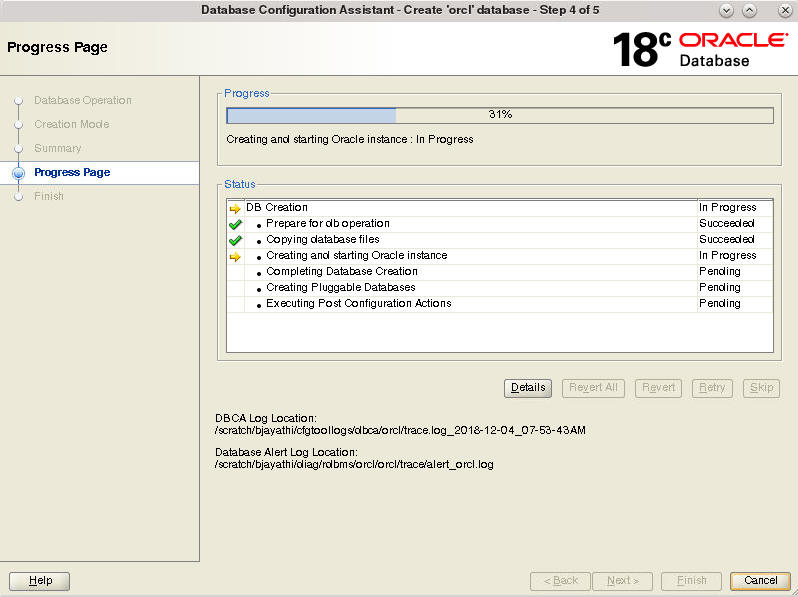 Database Configuration Assistant - Create 'orcl' database - Step 4 of 5
Progress Page
18c ORACLE
Database
Database Operation
Creation Mode
Summary
Progress Page
Finish
Progress
31%
Creating and starting Oracle instance : In Progress
Status
DB Creation In Progress
Prepare for db operation Succeeded
Copying database files Succeeded
Creating and starting Oracle instance In Progress
Completing Database Creation Pending
Creating Pluggable Databases Pending
Executing Post Configuration Actions Pending
Details Revert All Revert Retry Skip
DBCA Log Location:
/scratch/bjayathi/cfgtoollogs/dbca/orcl/trace.log_2018-12-04_07-53-43AM
Database Alert Log Location:
/scratch/bjayathi/diag/rdbms/orcl/orcl/trace/alert_orcl.log
Help < Back Next > Finish Cancel